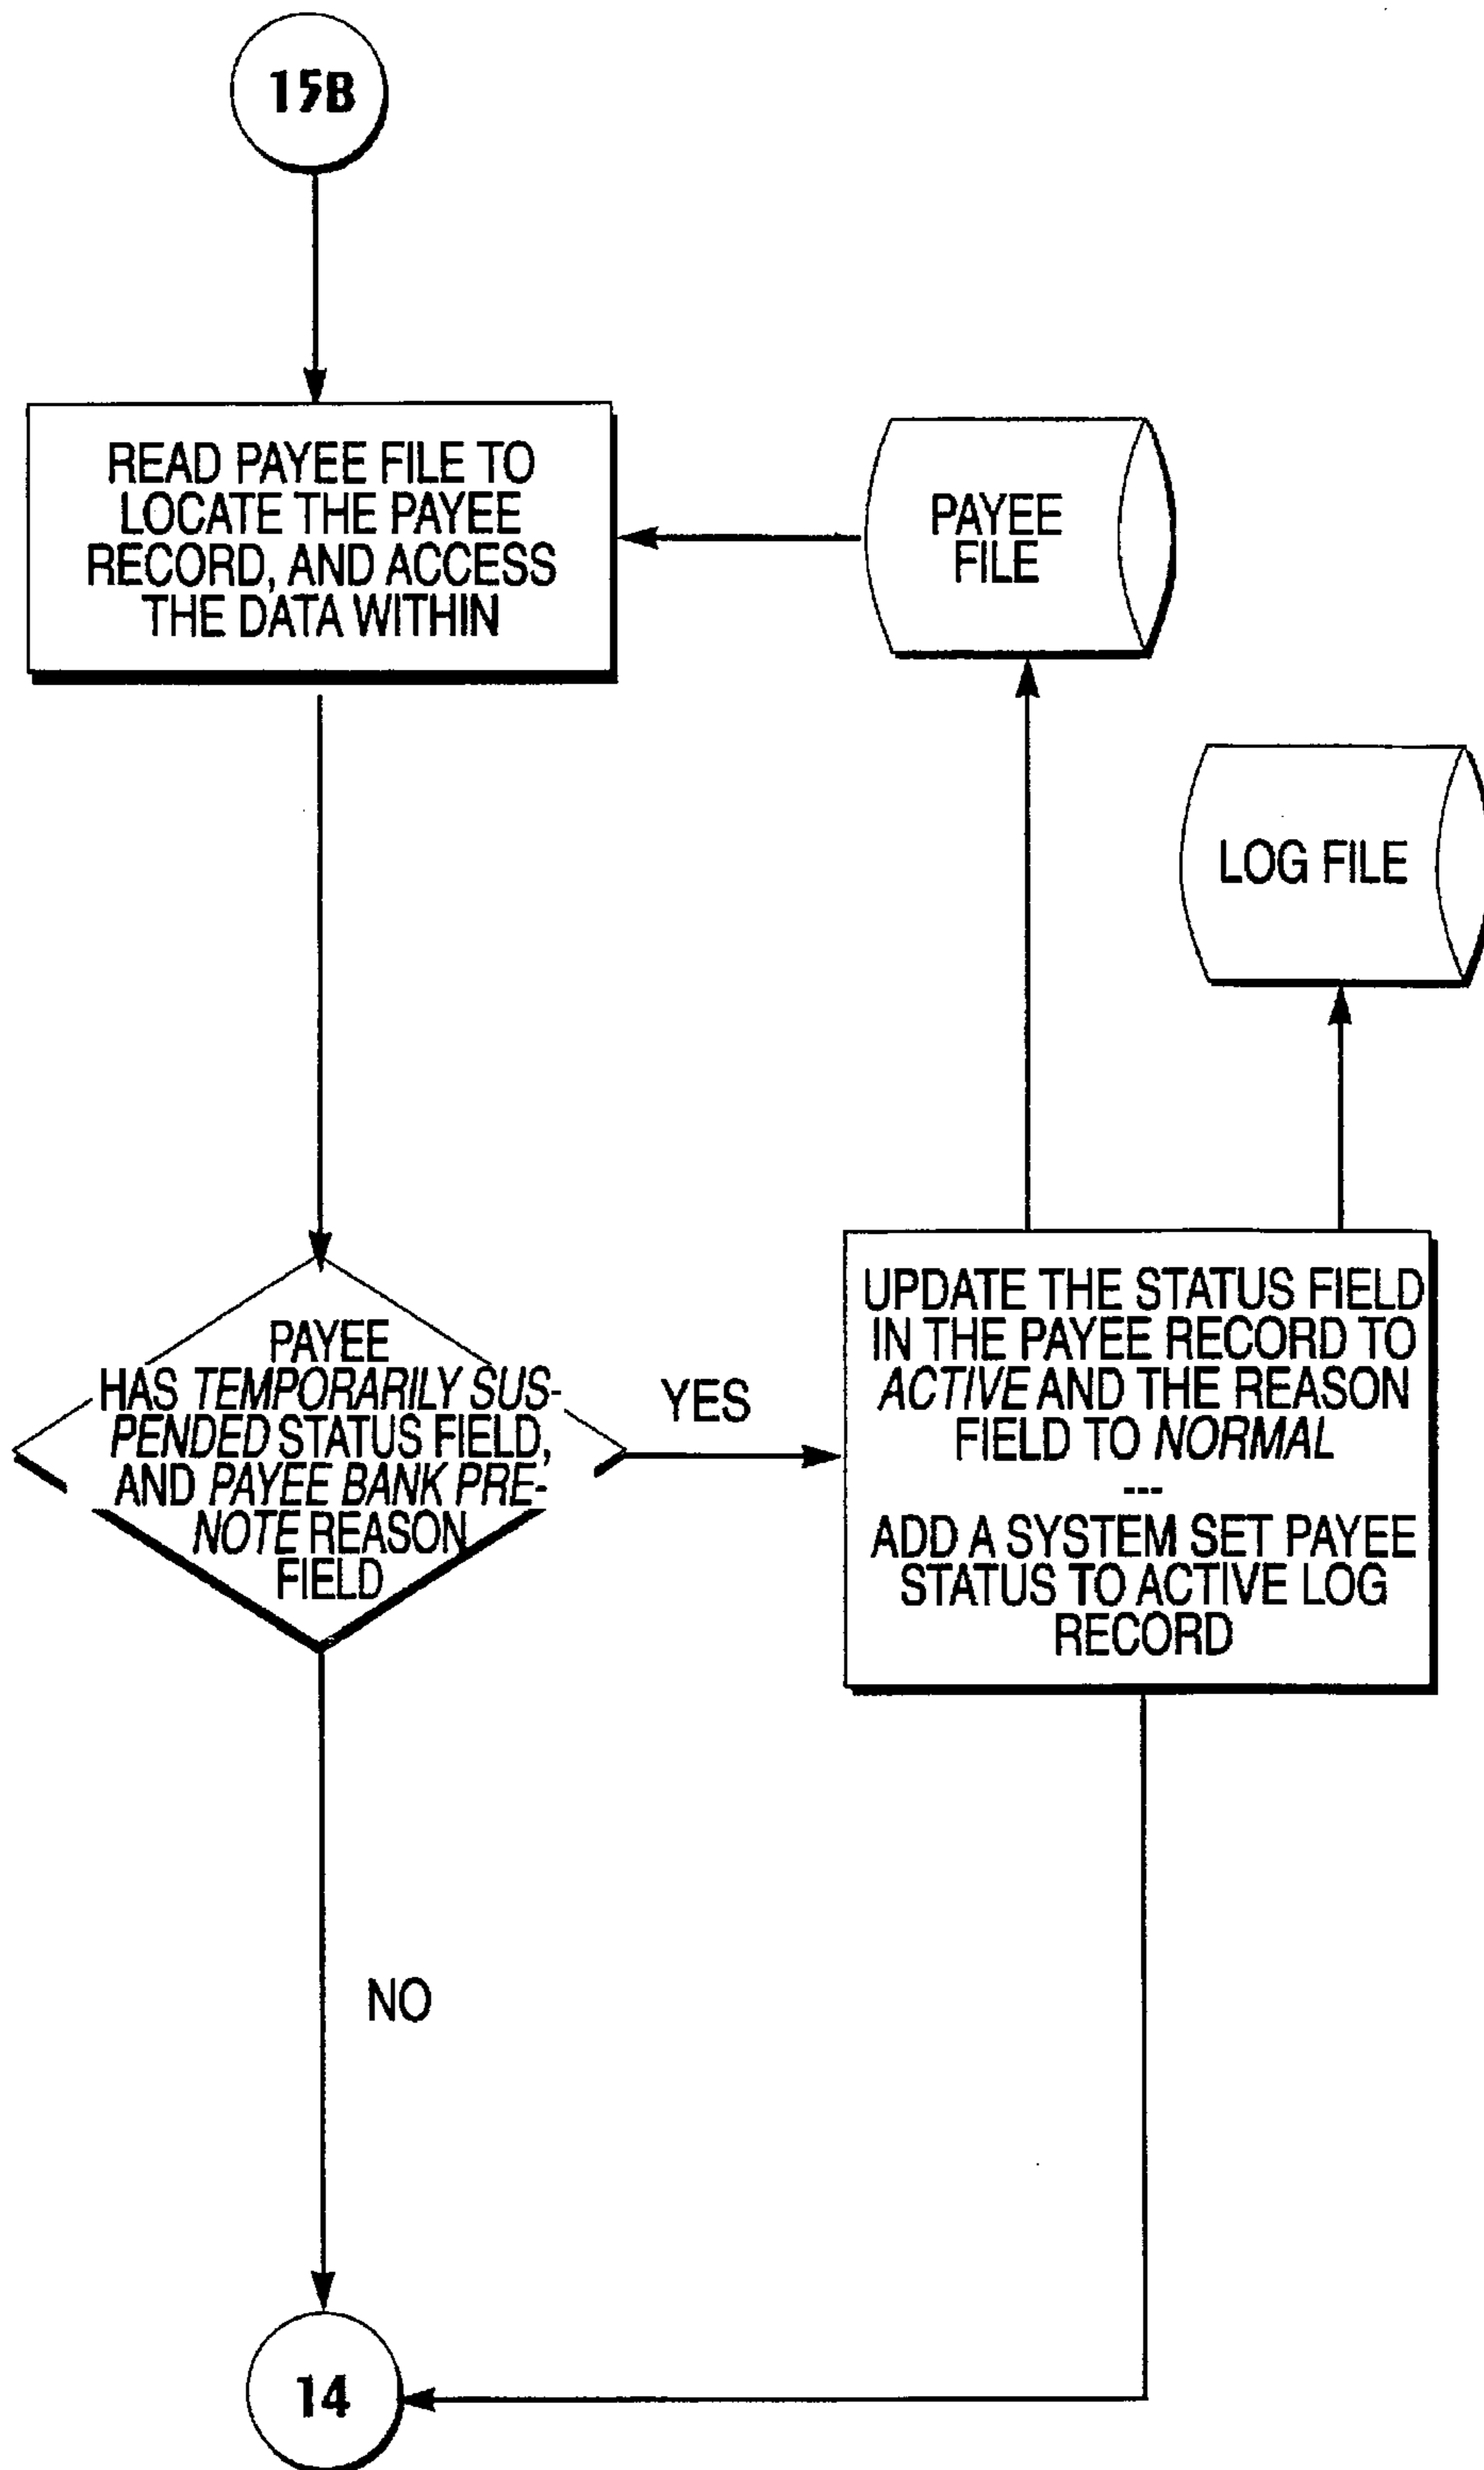 15B
READ PAYEE FILE TO
LOCATE THE PAYEE
RECORD, AND ACCESS
THE DATA WITHIN
PAYEE
FILE
LOG FILE
PAYEE
HAS TEMPORARILY SUS-
PENDED STATUS FIELD,
AND PAYEE BANK PRE-
NOTE REASON
FIELD
YES
UPDATE THE STATUS FIELD
IN THE PAYEE RECORD TO
ACTIVE AND THE REASON
FIELD TO NORMAL
---
ADD A SYSTEM SET PAYEE
STATUS TO ACTIVE LOG
RECORD
NO
14